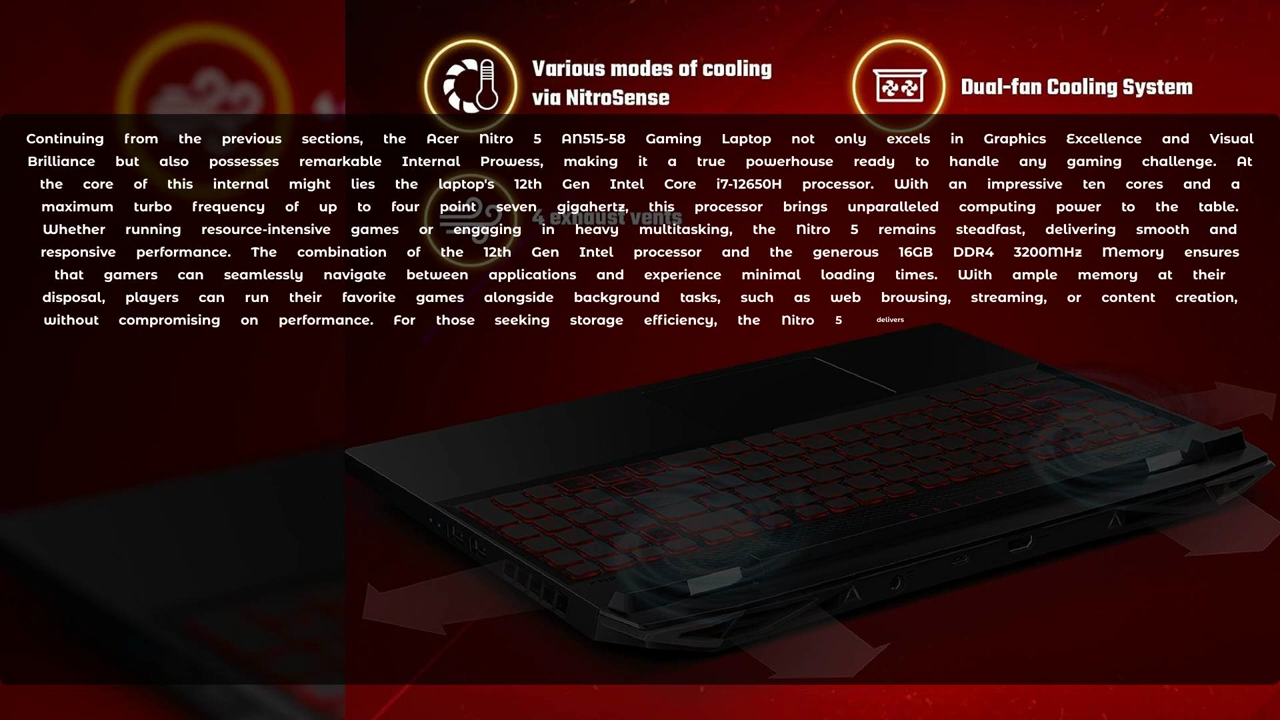 Various modes of cooling
via NitroSense
Dual-fan Cooling System
Continuing from the previous sections, the Acer Nitro 5 AN515-58 Gaming Laptop not only excels in Graphics Excellence and Visual
Brilliance but also possesses remarkable Internal Prowess, making it a true powerhouse ready to handle any gaming challenge. At
the core of this internal might lies the laptop's 12th Gen Intel Core i7-12650H processor. With an impressive ten cores and a
maximum turbo frequency of up to four point seven gigahertz, this processor brings unparalleled computing power to the table.
4 exhaust vents
Whether running resource-intensive games or engaging in heavy multitasking, the Nitro 5 remains steadfast, delivering smooth and
responsive performance. The combination of the 12th Gen Intel processor and the generous 16GB DDR4 3200MHz Memory ensures
that gamers can seamlessly navigate between applications and experience minimal loading times. With ample memory at their
disposal, players can run their favorite games alongside background tasks, such as web browsing, streaming, or content creation,
without compromising on performance. For those seeking storage efficiency, the Nitro 5 delivers